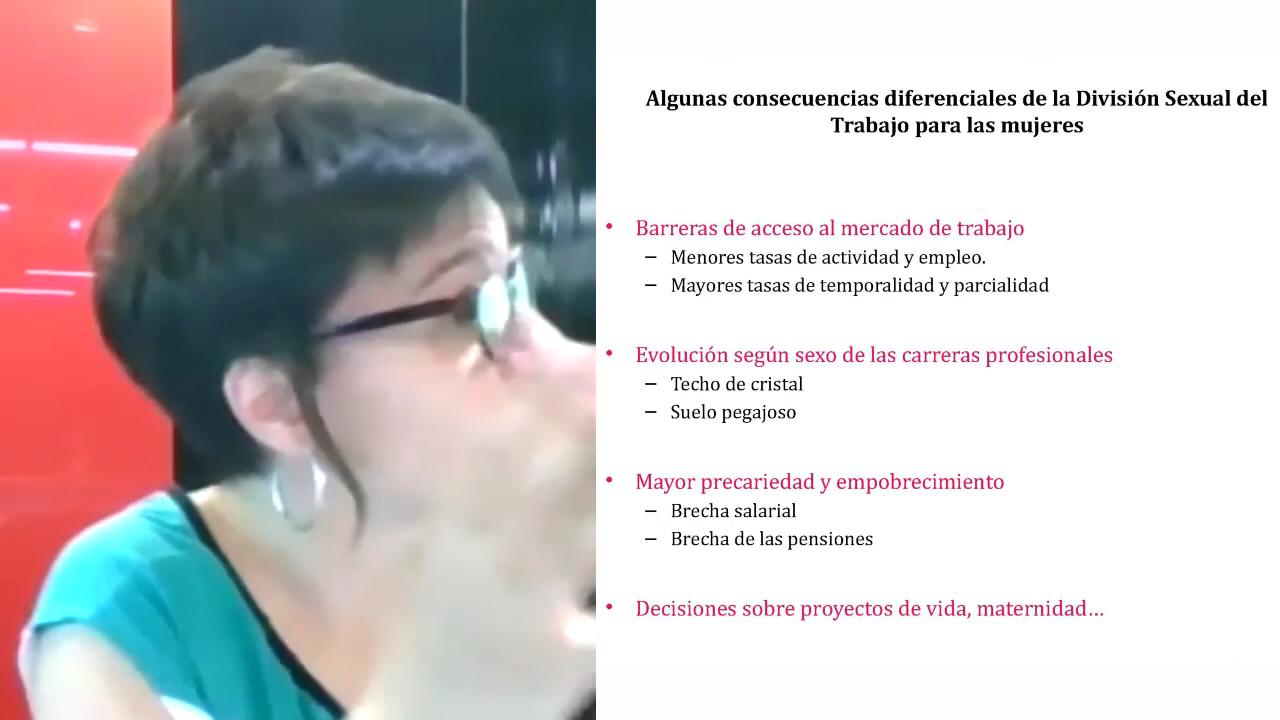 Algunas consecuencias diferenciales de la División Sexual del
Trabajo para las mujeres
• Barreras de acceso al mercado de trabajo
– Menores tasas de actividad y empleo.
– Mayores tasas de temporalidad y parcialidad
• Evolución según sexo de las carreras profesionales
– Techo de cristal
– Suelo pegajoso
• Mayor precariedad y empobrecimiento
– Brecha salarial
– Brecha de las pensiones
• Decisiones sobre proyectos de vida, maternidad…